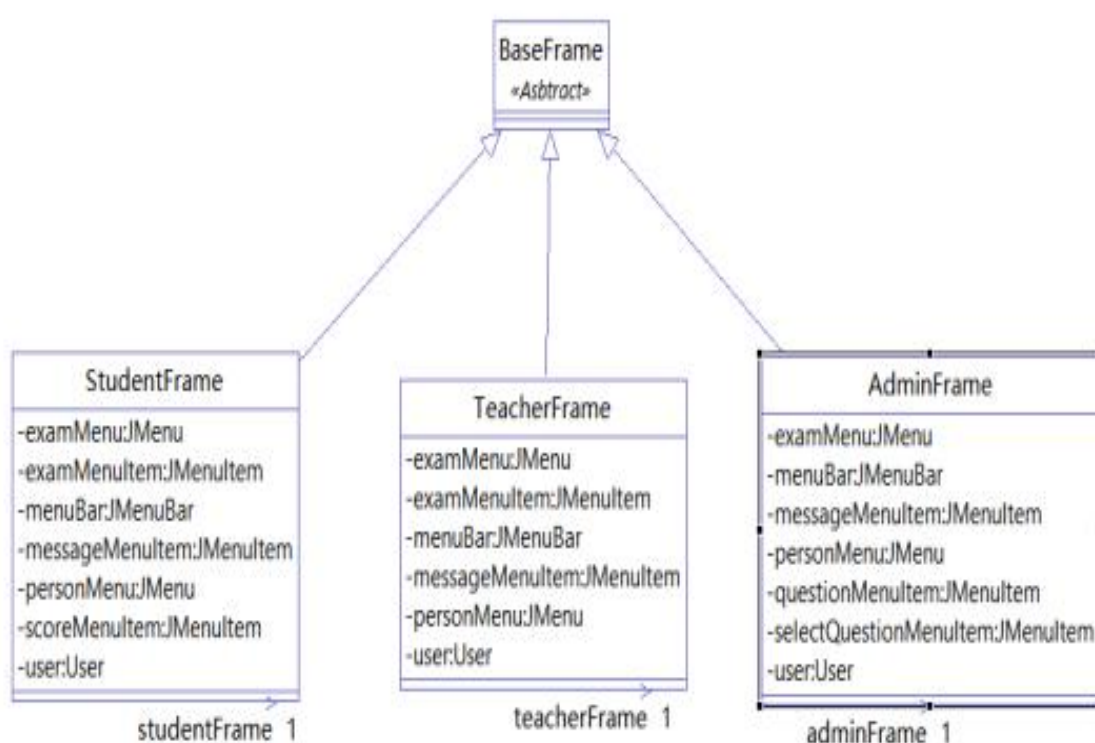 BaseFrame
«Asbtract»
StudentFrame
-examMenu:JMenu
-examMenuItem:JMenuItem
-menuBar:JMenuBar
-messageMenuItem:JMenuItem
-personMenu:JMenu
-scoreMenuItem:JMenuItem
-user:User
studentFrame 1
TeacherFrame
-examMenu:JMenu
-examMenuItem:JMenuItem
-menuBar:JMenuBar
-messageMenuItem:JMenuItem
-personMenu:JMenu
-user:User
teacherFrame 1
AdminFrame
-examMenu:JMenu
-menuBar:JMenuBar
-messageMenuItem:JMenuItem
-personMenu:JMenu
-questionMenuItem:JMenuItem
-selectQuestionMenuItem:JMenuItem
-user:User
adminFrame 1